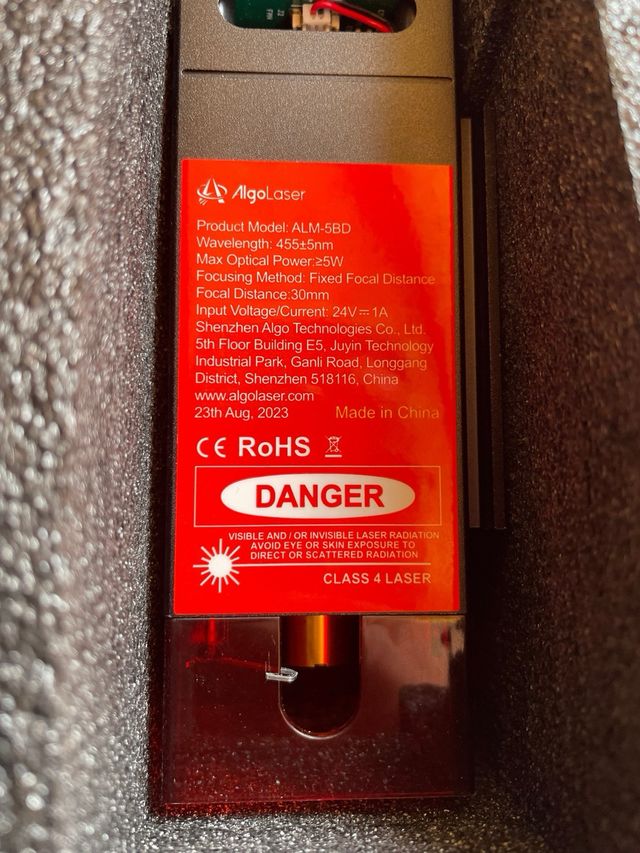 AlgoLaser
Product Model: ALM-5BD
Wavelength: 455±5nm
Max Optical Power:≥5W
Focusing Method: Fixed Focal Distance
Focal Distance:30mm
Input Voltage/Current: 24V⎓1A
Shenzhen Algo Technologies Co., Ltd.
5th Floor Building E5, Juyin Technology
Industrial Park, Ganli Road, Longgang
District, Shenzhen 518116, China
www.algolaser.com
23th Aug, 2023 Made in China
CE RoHS
DANGER
VISIBLE AND / OR INVISIBLE LASER RADIATION
AVOID EYE OR SKIN EXPOSURE TO
DIRECT OR SCATTERED RADIATION
CLASS 4 LASER